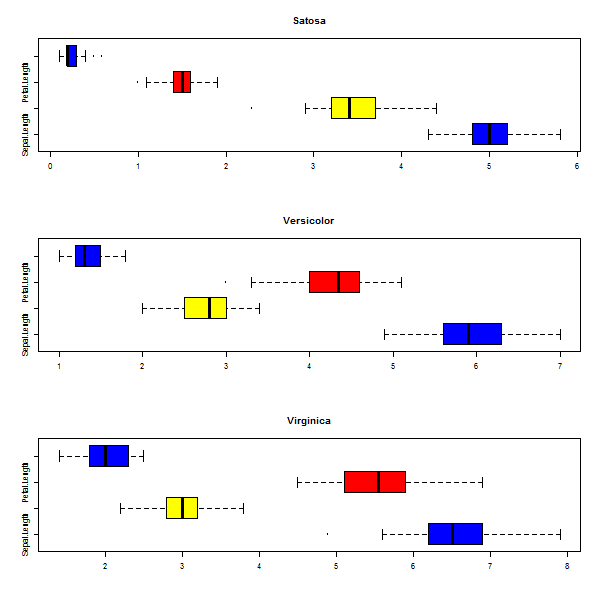 Satosa
Petal.Length
Sepal.Length
0 1 2 3 4 5 6
Versicolor
Petal.Length
Sepal.Length
1 2 3 4 5 6 7
Virginica
Petal.Length
Sepal.Length
2 3 4 5 6 7 8